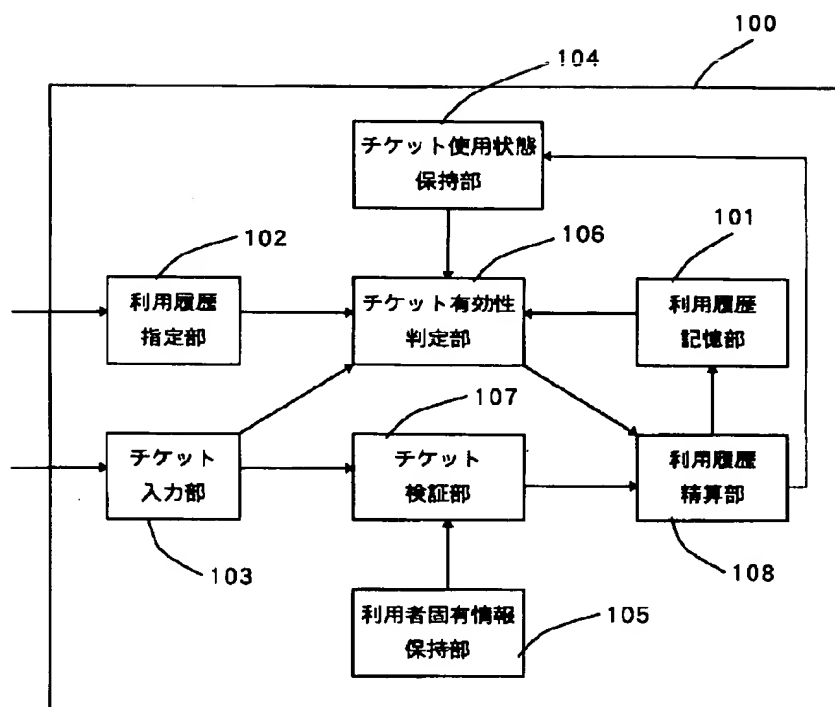 100
104
チケット使用状態
保持部
102
106
101
利用履歴
指定部
チケット有効性
判定部
利用履歴
記憶部
107
チケット
入力部
チケット
検証部
利用履歴
精算部
103
108
利用者固有情報
保持部
105